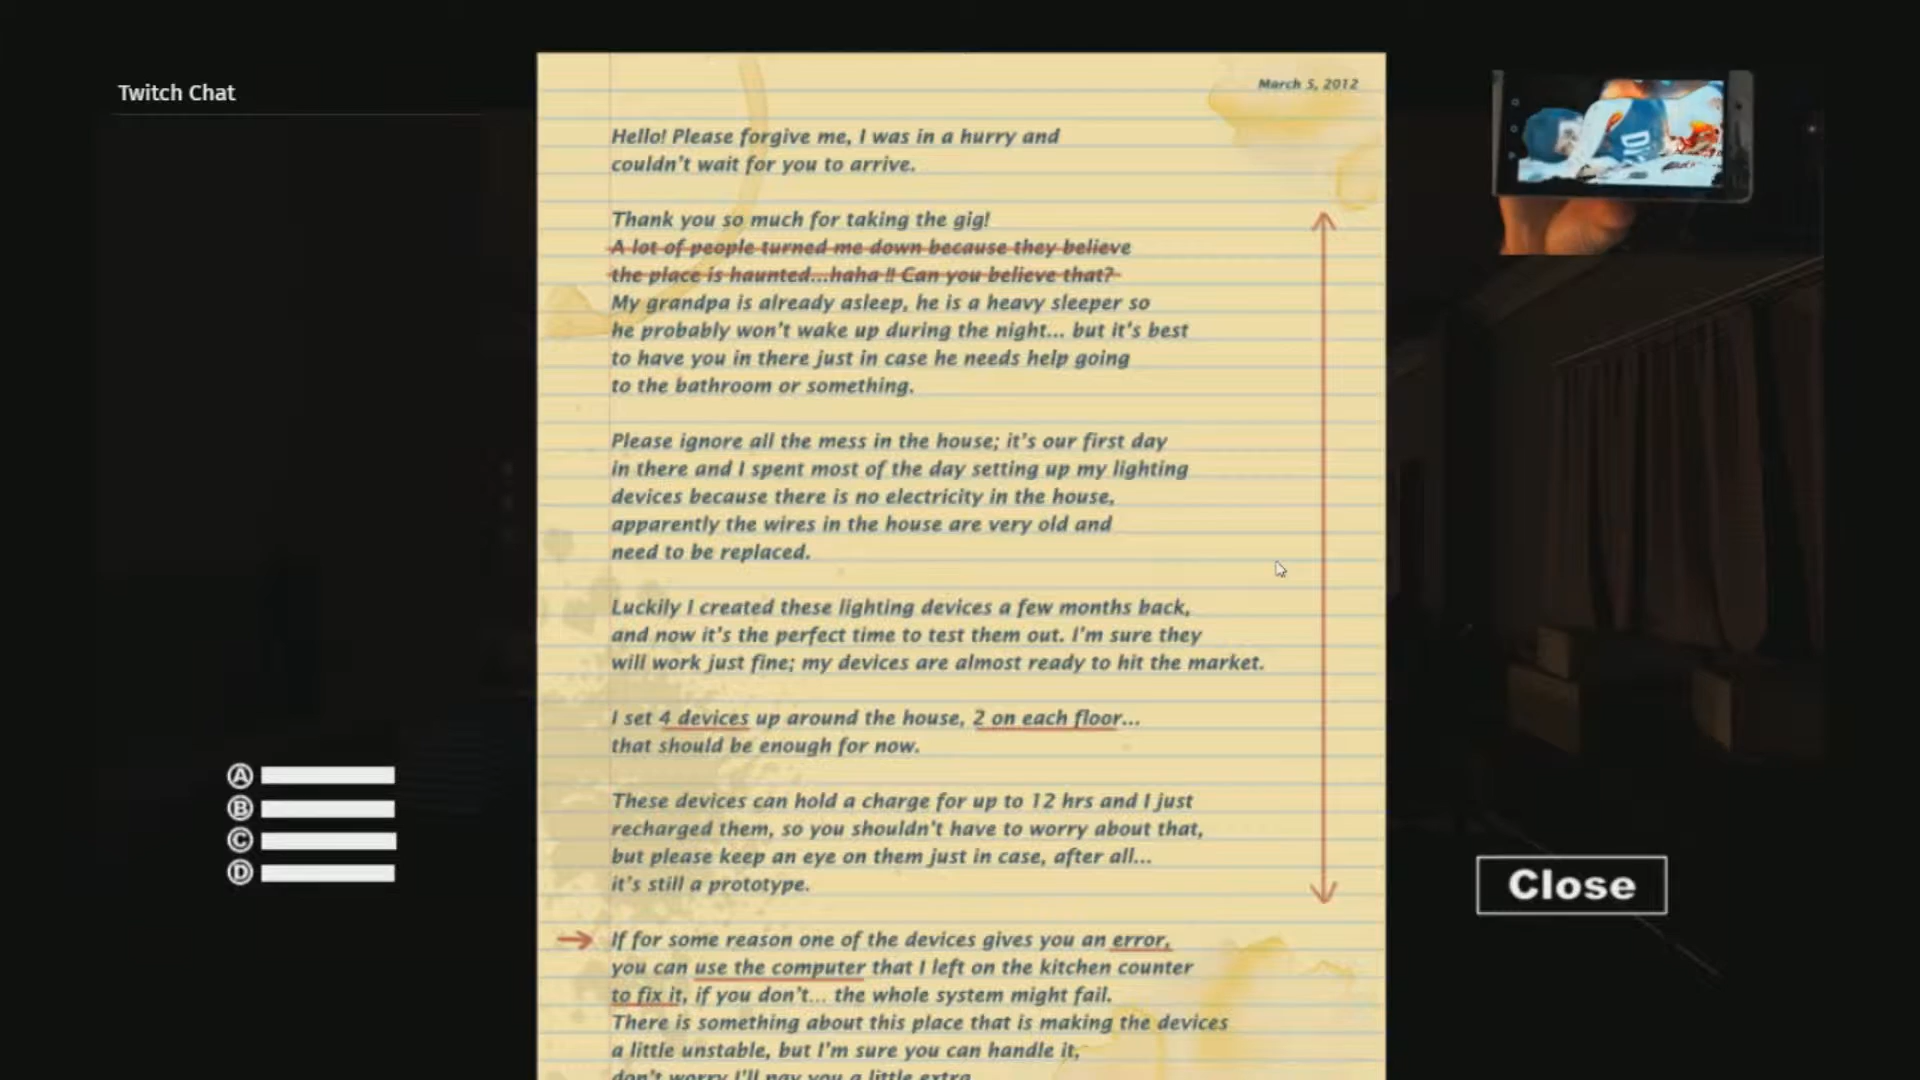 Twitch Chat
March 5, 2012
Hello! Please forgive me, I was in a hurry and
couldn't wait for you to arrive.
Thank you so much for taking the gig!
A lot of people turned me down because they believe
the place is haunted...haha !! Can you believe that?
My grandpa is already asleep, he is a heavy sleeper so
he probably won't wake up during the night... but it's best
to have you in there just in case he needs help going
to the bathroom or something.
Please ignore all the mess in the house; it's our first day
in there and I spent most of the day setting up my lighting
devices because there is no electricity in the house,
apparently the wires in the house are very old and
need to be replaced.
Luckily I created these lighting devices a few months back,
and now it's the perfect time to test them out. I'm sure they
will work just fine; my devices are almost ready to hit the market.
I set 4 devices up around the house, 2 on each floor...
that should be enough for now.
These devices can hold a charge for up to 12 hrs and I just
recharged them, so you shouldn't have to worry about that,
but please keep an eye on them just in case, after all...
it's still a prototype.
If for some reason one of the devices gives you an error,
you can use the computer that I left on the kitchen counter
to fix it, if you don't... the whole system might fail.
There is something about this place that is making the devices
a little unstable, but I'm sure you can handle it,
don't worry I'll pay you a little extra
A
B
C
D
Close